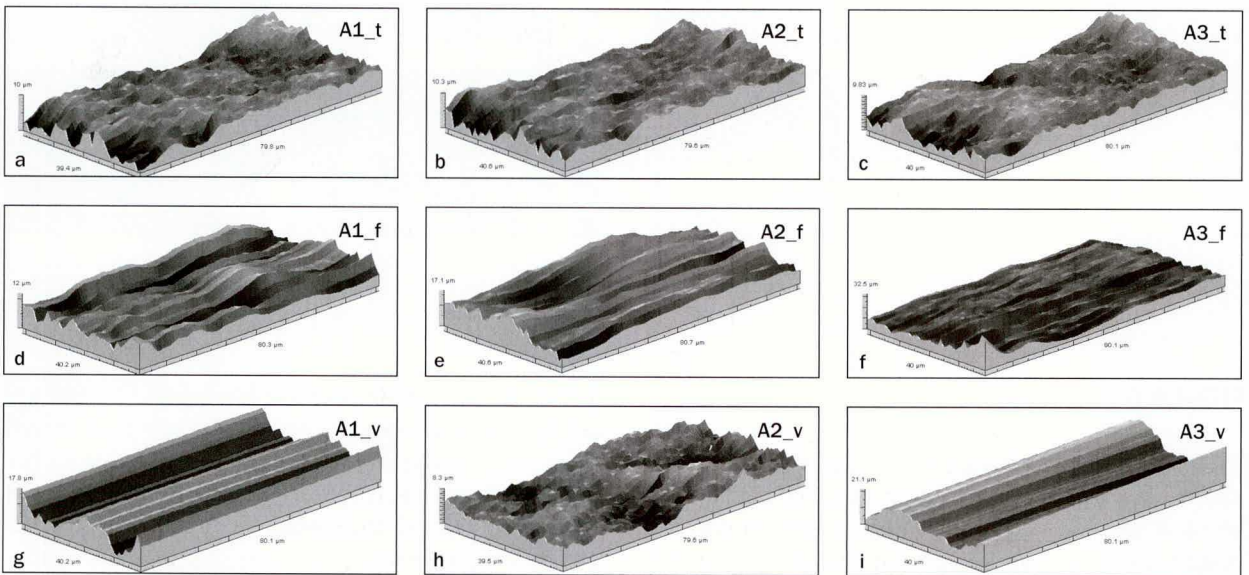 A1_t
10 µm
79.8 µm
39.4 µm
a
A2_t
10.3 µm
79.6 µm
40.6 µm
b
A3_t
9.83 µm
80.1 µm
40 µm
c
A1_f
12 µm
80.3 µm
40.2 µm
d
A2_f
17.1 µm
80.7 µm
40.6 µm
e
A3_f
32.5 µm
80.1 µm
40 µm
f
A1_v
17.8 µm
80.1 µm
40.2 µm
g
A2_v
8.3 µm
79.6 µm
39.5 µm
h
A3_v
21.1 µm
80.1 µm
40 µm
i